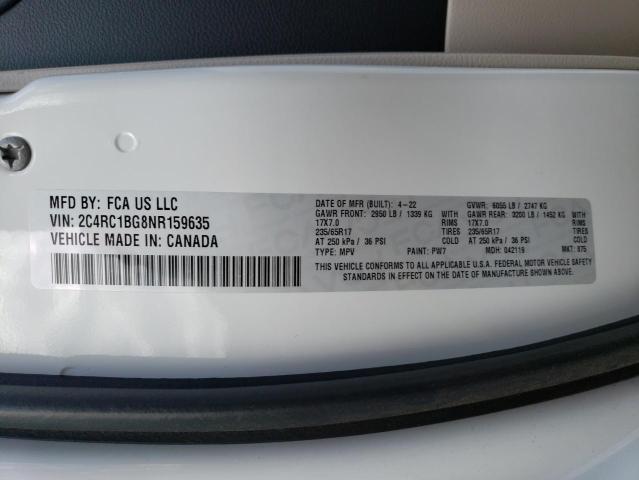 MFD BY: FCA US LLC
VIN: 2C4RC1BG8NR159635
VEHICLE MADE IN: CANADA
DATE OF MFR (BUILT): 4-22 GVWR: 6055 LB / 2747 KG
GAWR FRONT: 2950 LB / 1339 KG WITH GAWR REAR: 3200 LB / 1452 KG WITH
17X7.0 RIMS 17X7.0 RIMS
235/65R17 TIRES 235/65R17 TIRES
AT 250 kPa / 36 PSI COLD AT 250 kPa / 36 PSI COLD
TYPE: MPV PAINT: PW7 MDH: 042119 MKT: 875
THIS VEHICLE CONFORMS TO ALL APPLICABLE U.S.A. FEDERAL MOTOR VEHICLE SAFETY
STANDARDS IN EFFECT ON THE DATE OF MANUFACTURE SHOWN ABOVE.